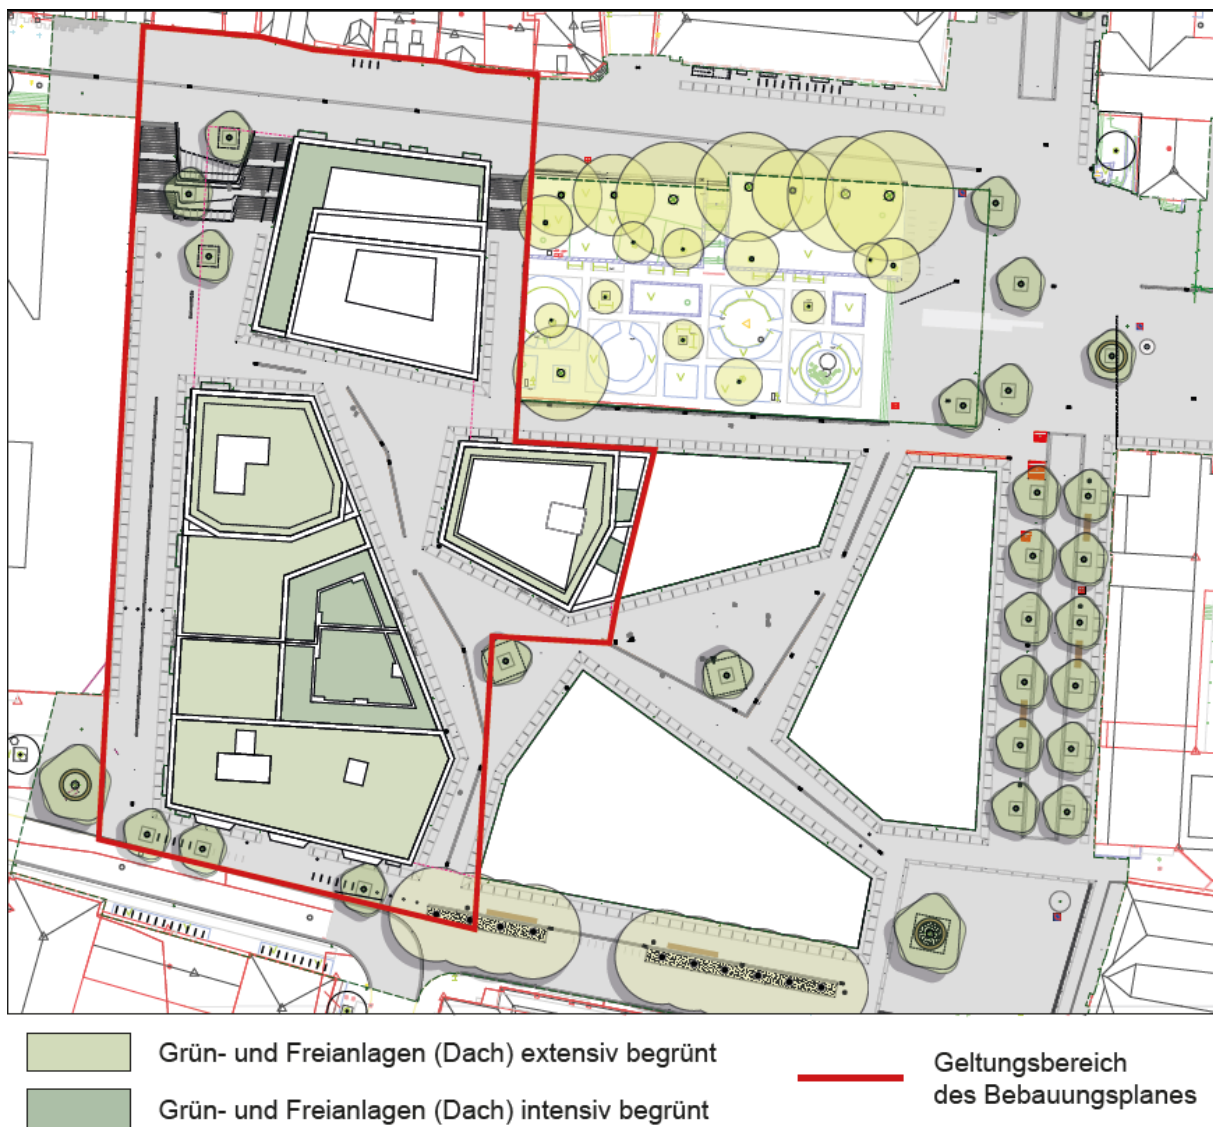 Grün- und Freianlagen (Dach) extensiv begrünt
Grün- und Freianlagen (Dach) intensiv begrünt
Geltungsbereich
des Bebauungsplanes